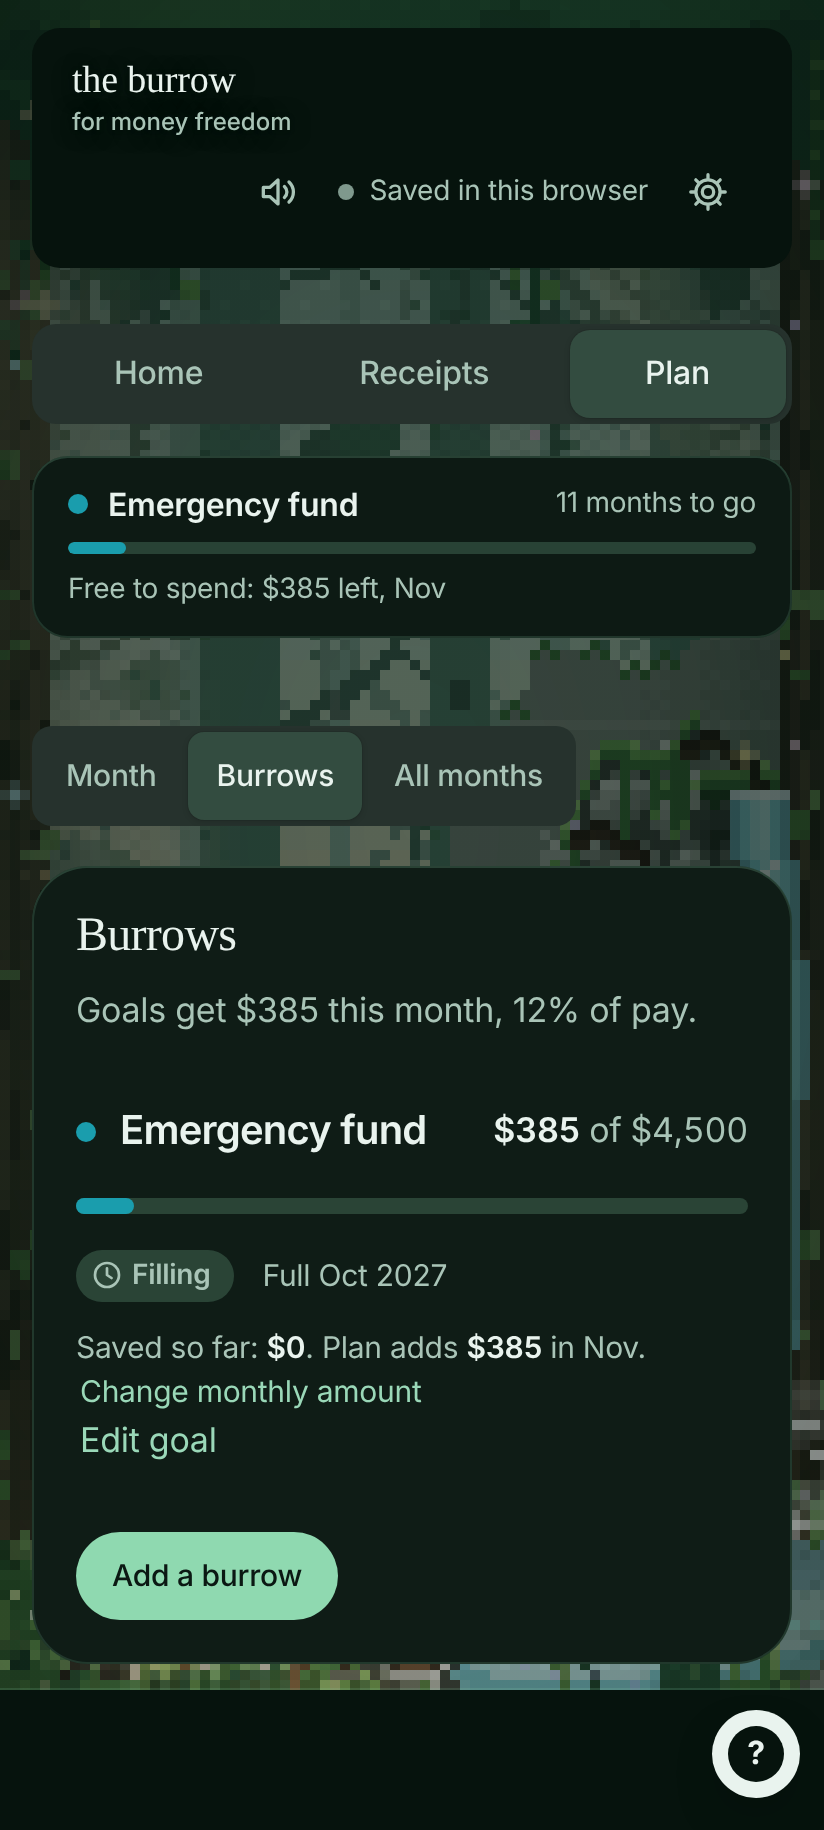 the burrow
for money freedom
Saved in this browser
Home Receipts Plan
Emergency fund 11 months to go
Free to spend: $385 left, Nov
Month Burrows All months
Burrows
Goals get $385 this month, 12% of pay.
Emergency fund $385 of $4,500
Filling Full Oct 2027
Saved so far: $0. Plan adds $385 in Nov.
Change monthly amount
Edit goal
Add a burrow
?